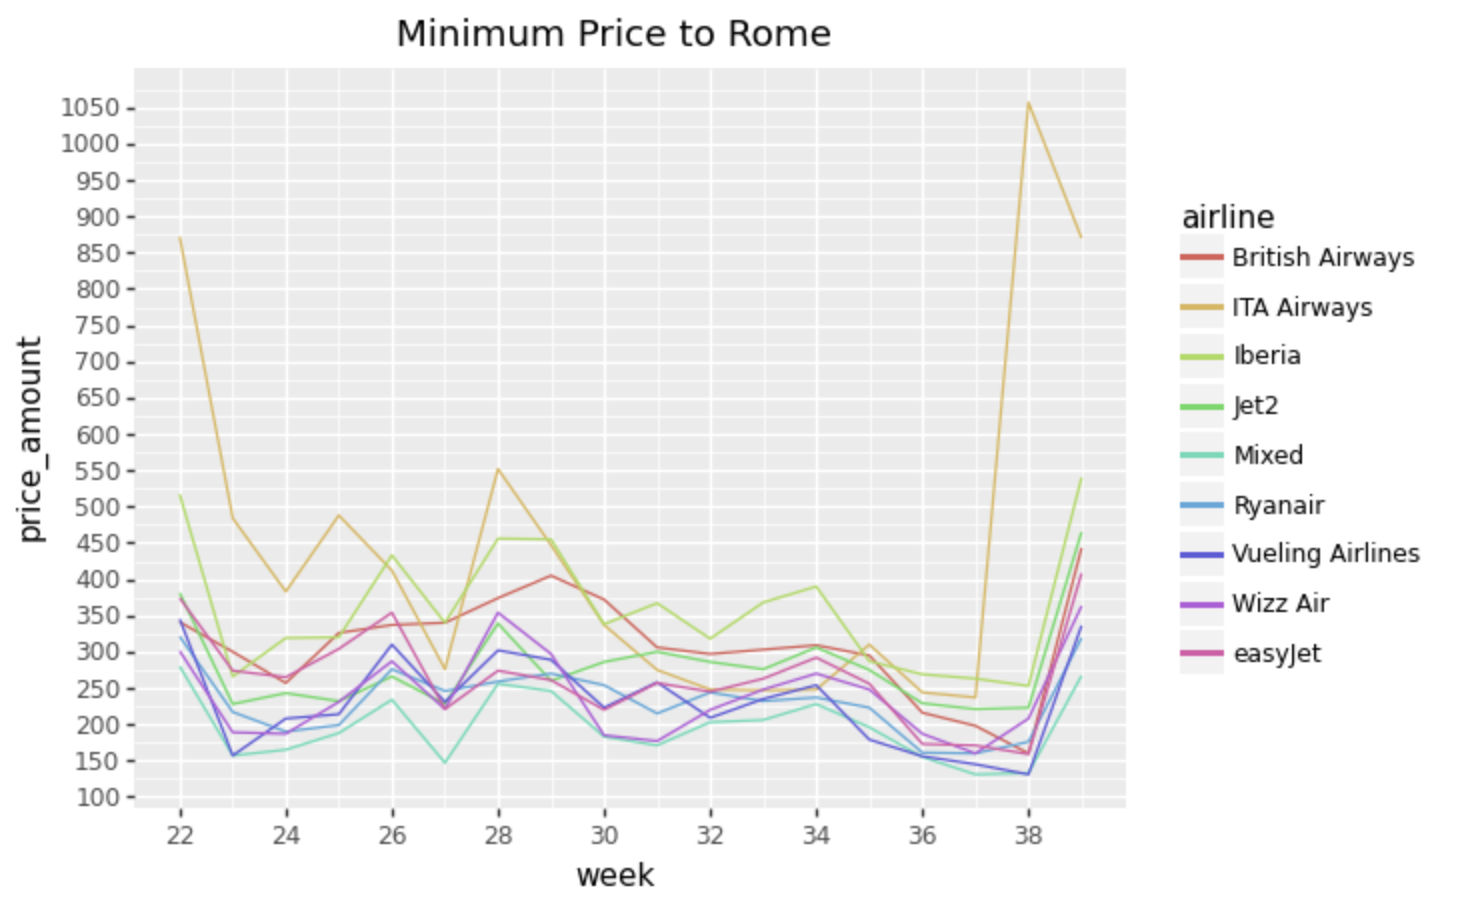 Minimum Price to Rome
1050
1000
950
900
850
800
750
700
650
600
550
500
450
400
350
300
250
200
150
100
price_amount
22 24 26 28 30 32 34 36 38
week
airline
British Airways
ITA Airways
Iberia
Jet2
Mixed
Ryanair
Vueling Airlines
Wizz Air
easyJet